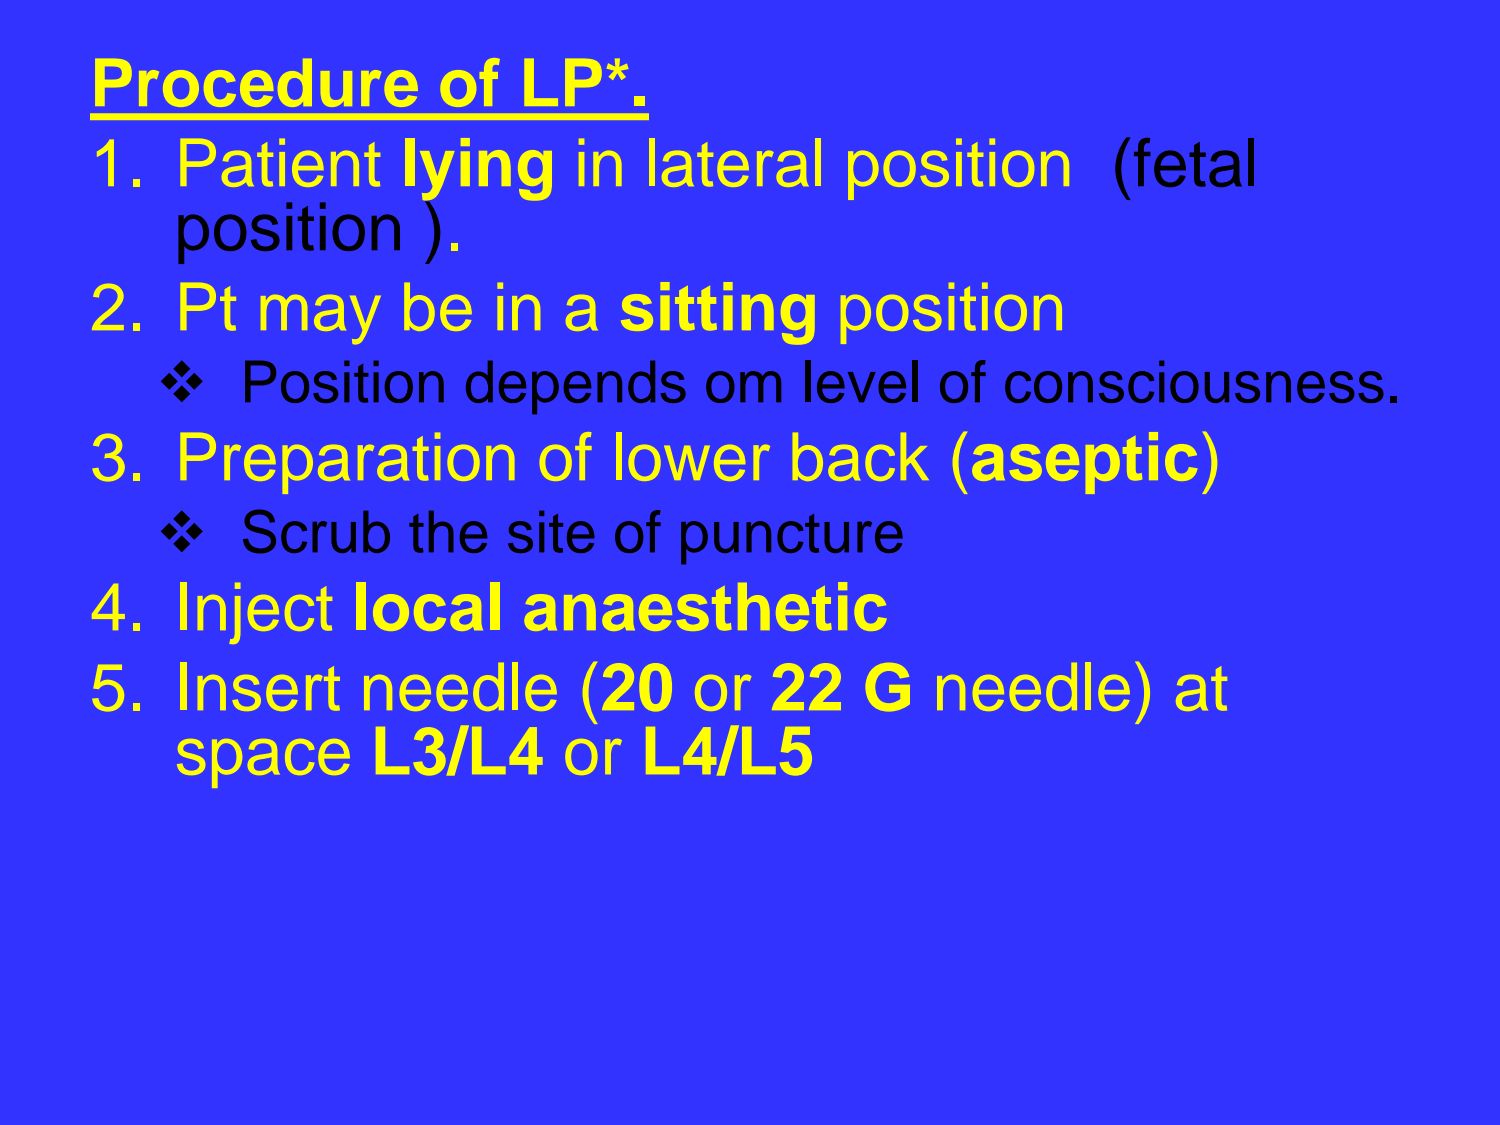 Procedure of LP*.
1. Patient lying in lateral position (fetal
position ).
2. Pt may be in a sitting position
❖ Position depends om level of consciousness.
3. Preparation of lower back (aseptic)
❖ Scrub the site of puncture
4. Inject local anaesthetic
5. Insert needle (20 or 22 G needle) at
space L3/L4 or L4/L5